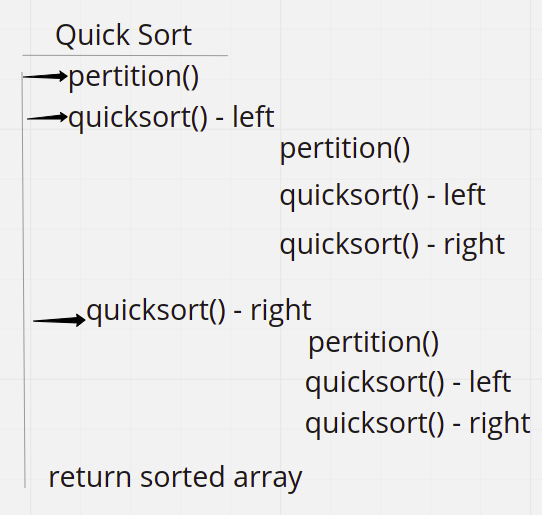 Quick Sort
pertition()
quicksort() - left
pertition()
quicksort() - left
quicksort() - right
quicksort() - right
pertition()
quicksort() - left
quicksort() - right
return sorted array